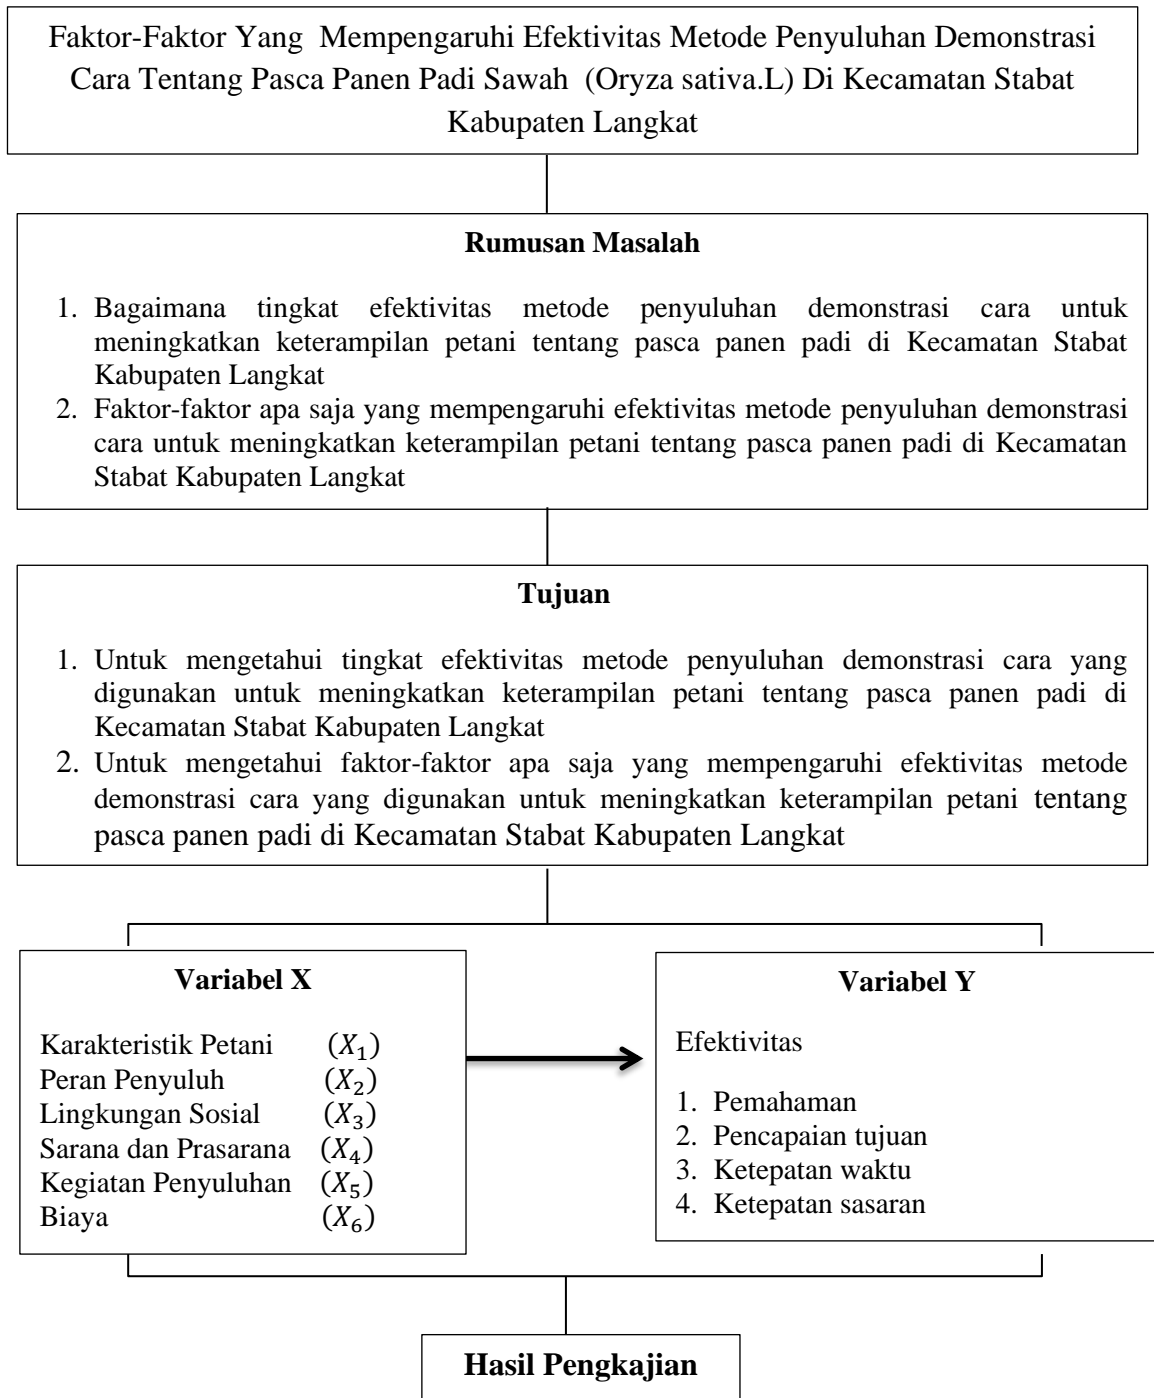 Faktor-Faktor Yang Mempengaruhi Efektivitas Metode Penyuluhan Demonstrasi
Cara Tentang Pasca Panen Padi Sawah (Oryza sativa.L) Di Kecamatan Stabat
Kabupaten Langkat
Rumusan Masalah
1. Bagaimana tingkat efektivitas metode penyuluhan demonstrasi cara untuk
meningkatkan keterampilan petani tentang pasca panen padi di Kecamatan Stabat
Kabupaten Langkat
2. Faktor-faktor apa saja yang mempengaruhi efektivitas metode penyuluhan demonstrasi
cara untuk meningkatkan keterampilan petani tentang pasca panen padi di Kecamatan
Stabat Kabupaten Langkat
Tujuan
1. Untuk mengetahui tingkat efektivitas metode penyuluhan demonstrasi cara yang
digunakan untuk meningkatkan keterampilan petani tentang pasca panen padi di
Kecamatan Stabat Kabupaten Langkat
2. Untuk mengetahui faktor-faktor apa saja yang mempengaruhi efektivitas metode
demonstrasi cara yang digunakan untuk meningkatkan keterampilan petani tentang
pasca panen padi di Kecamatan Stabat Kabupaten Langkat
Variabel X
Karakteristik Petani (X₁)
Peran Penyuluh (X₂)
Lingkungan Sosial (X₃)
Sarana dan Prasarana (X₄)
Kegiatan Penyuluhan (X₅)
Biaya (X₆)
Variabel Y
Efektivitas
1. Pemahaman
2. Pencapaian tujuan
3. Ketepatan waktu
4. Ketepatan sasaran
Hasil Pengkajian